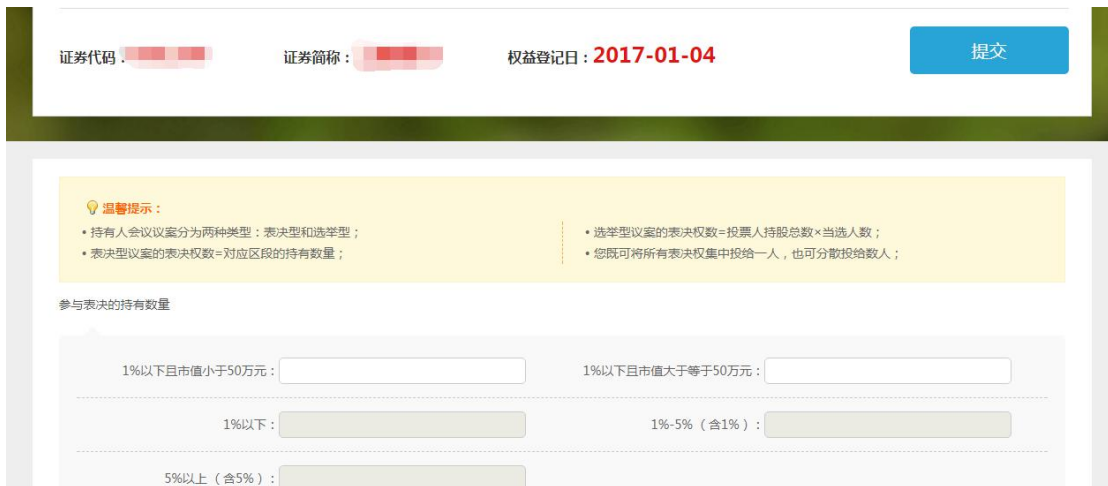 证券代码：
证券简称：
权益登记日：2017-01-04
提交
温馨提示：
• 持有人会议议案分为两种类型：表决型和选举型；
• 表决型议案的表决权数=对应区段的持有数量；
• 选举型议案的表决权数=投票人持股总数×当选人数；
• 您既可将所有表决权集中投给一人，也可分散投给数人；
参与表决的持有数量
1%以下且市值小于50万元：
1%以下且市值大于等于50万元：
1%以下：
1%-5%（含1%）：
5%以上（含5%）：